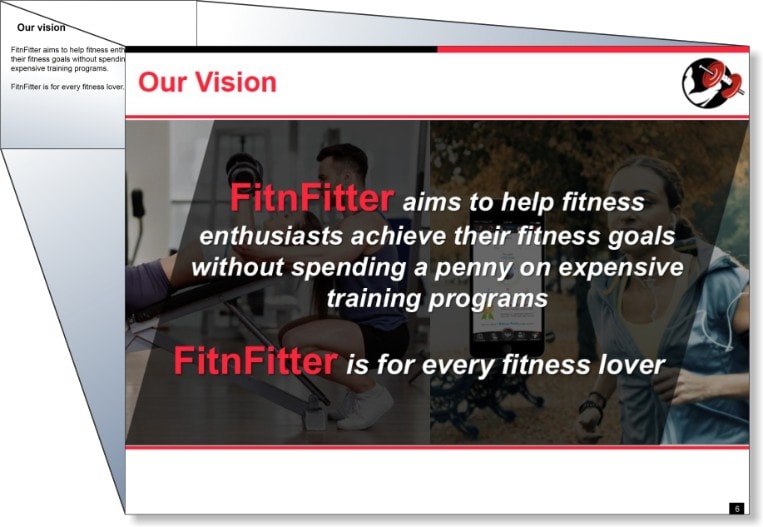 Our vision
FitnFitter aims to help fitness enth
their fitness goals without spendin
expensive training programs.
FitnFitter is for every fitness lover.
Our Vision
FitnFitter aims to help fitness
enthusiasts achieve their fitness goals
without spending a penny on expensive
training programs
FitnFitter is for every fitness lover
6